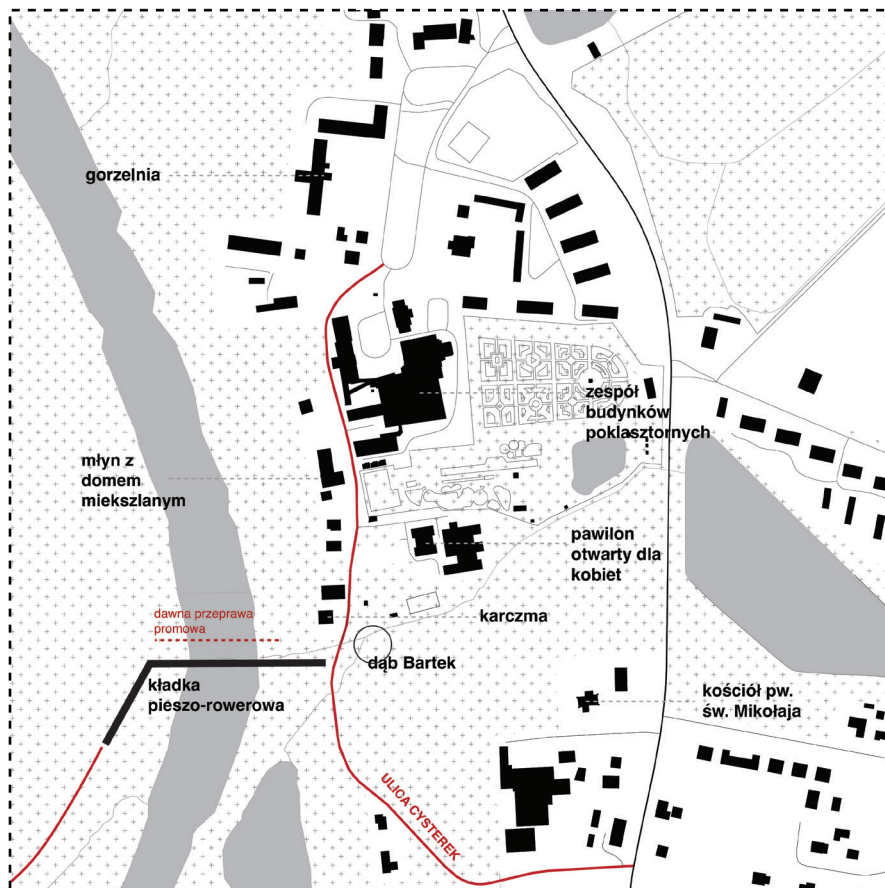 gorzelnia
zespół
budynków
poklasztornych
młyn z
domem
miekszlanym
pawilon
otwarty dla
kobiet
dawna przeprawa
promowa
karczma
dąb Bartek
kładka
pieszo-rowerowa
kościół pw.
św. Mikołaja
ULICA CYSTEREK